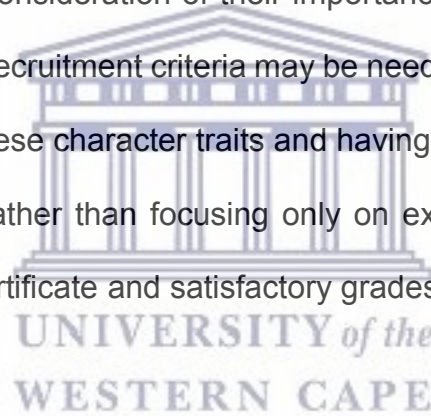 consideration of their importance
recruitment criteria may be need
ese character traits and having
ather than focusing only on ex
rtificate and satisfactory grades
UNIVERSITY of the
WESTERN CAPE